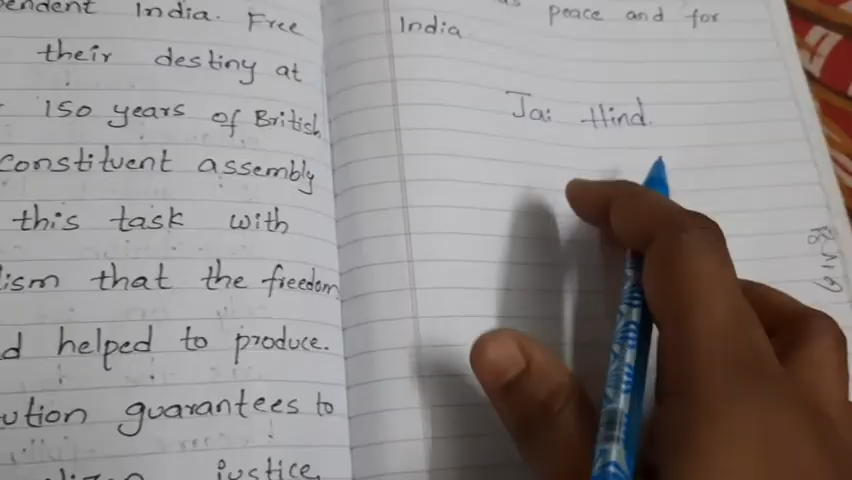 endent India. Free
their destiny at
150 years of British
constituent assembly
this task with
ism that the freedom
d helped to produce.
ution guarantees to
justice,
peace and for
India
Jai Hind.